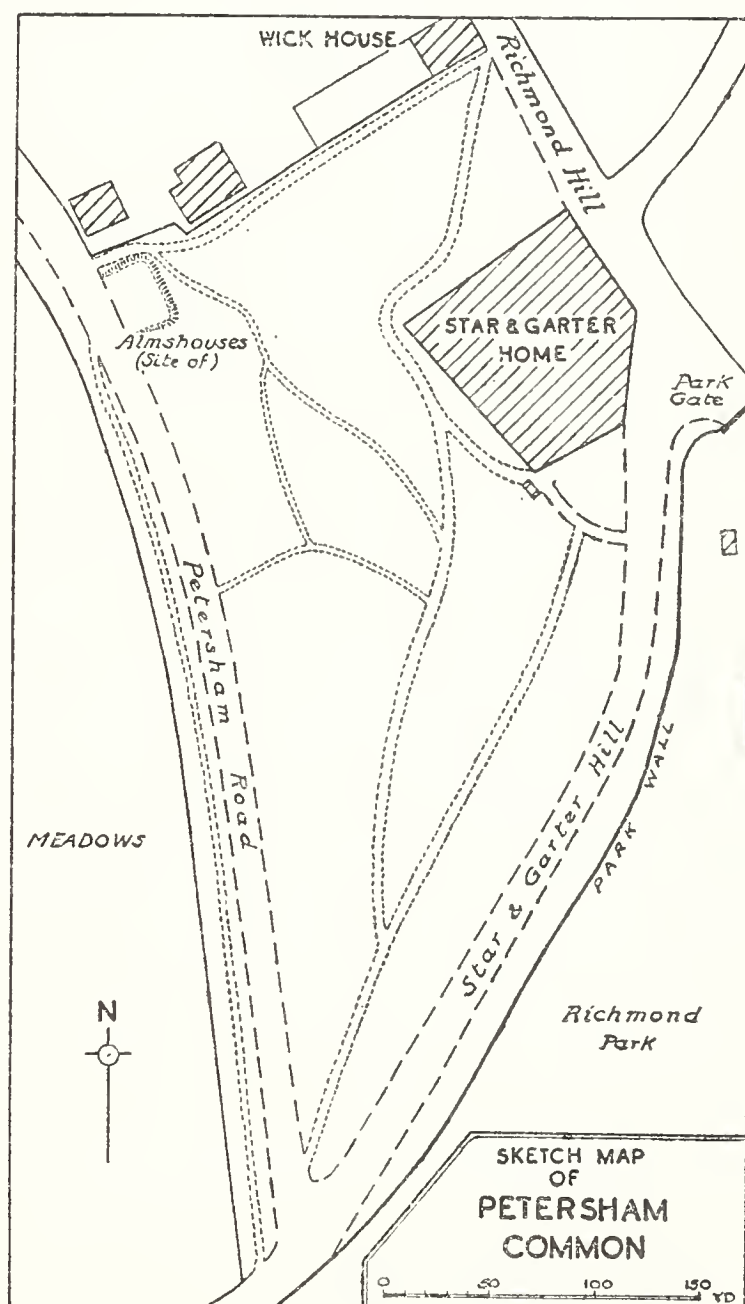 WICK HOUSE
Richmond Hill
STAR & GARTER
HOME
Park
Gate
Almshouses
(Site of)
Petersham Road
MEADOWS
Star & Garter Hill
PARK WALL
N
Richmond
Park
SKETCH MAP
OF
PETERSHAM
COMMON
0 50 100 150
YD